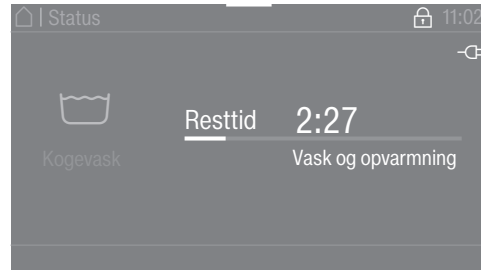 | Status 11:02
Resttid 2:27
Kogevask
Vask og opvarmning